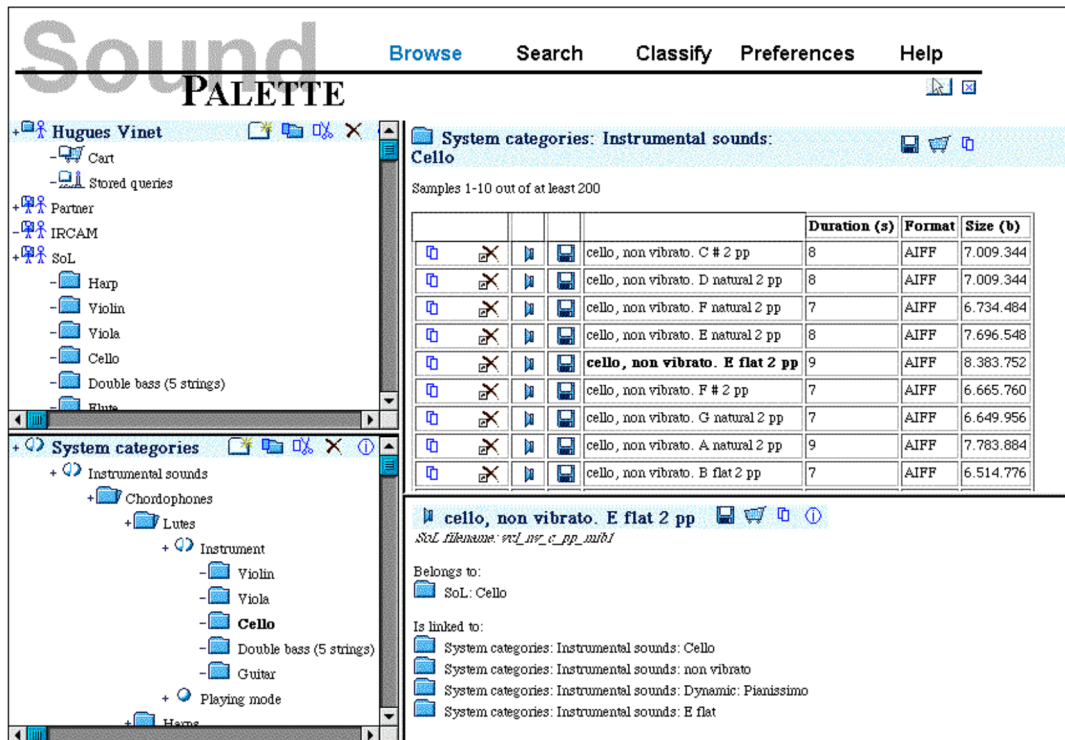 Sound
PALETTE
Browse Search Classify Preferences Help
+ Hugues Vinet
- Cart
- Stored queries
+ Partner
- IRCAM
+ SoL
- Harp
- Violin
- Viola
- Cello
- Double bass (5 strings)
- Flute
+ System categories
+ Instrumental sounds
+ Chordophones
+ Lutes
+ Instrument
- Violin
- Viola
- Cello
- Double bass (5 strings)
- Guitar
+ Playing mode
+ Harps
System categories: Instrumental sounds:
Cello
Samples 1-10 out of at least 200
Duration (s) Format Size (b)
cello, non vibrato. C # 2 pp 8 AIFF 7.009.344
cello, non vibrato. D natural 2 pp 8 AIFF 7.009.344
cello, non vibrato. F natural 2 pp 7 AIFF 6.734.484
cello, non vibrato. E natural 2 pp 8 AIFF 7.696.548
cello, non vibrato. E flat 2 pp 9 AIFF 8.383.752
cello, non vibrato. F # 2 pp 7 AIFF 6.665.760
cello, non vibrato. G natural 2 pp 7 AIFF 6.649.956
cello, non vibrato. A natural 2 pp 9 AIFF 7.783.884
cello, non vibrato. B flat 2 pp 7 AIFF 6.514.776
cello, non vibrato. E flat 2 pp
SoL filename:
Belongs to:
SoL: Cello
Is linked to:
System categories: Instrumental sounds: Cello
System categories: Instrumental sounds: non vibrato
System categories: Instrumental sounds: Dynamic: Pianissimo
System categories: Instrumental sounds: E flat